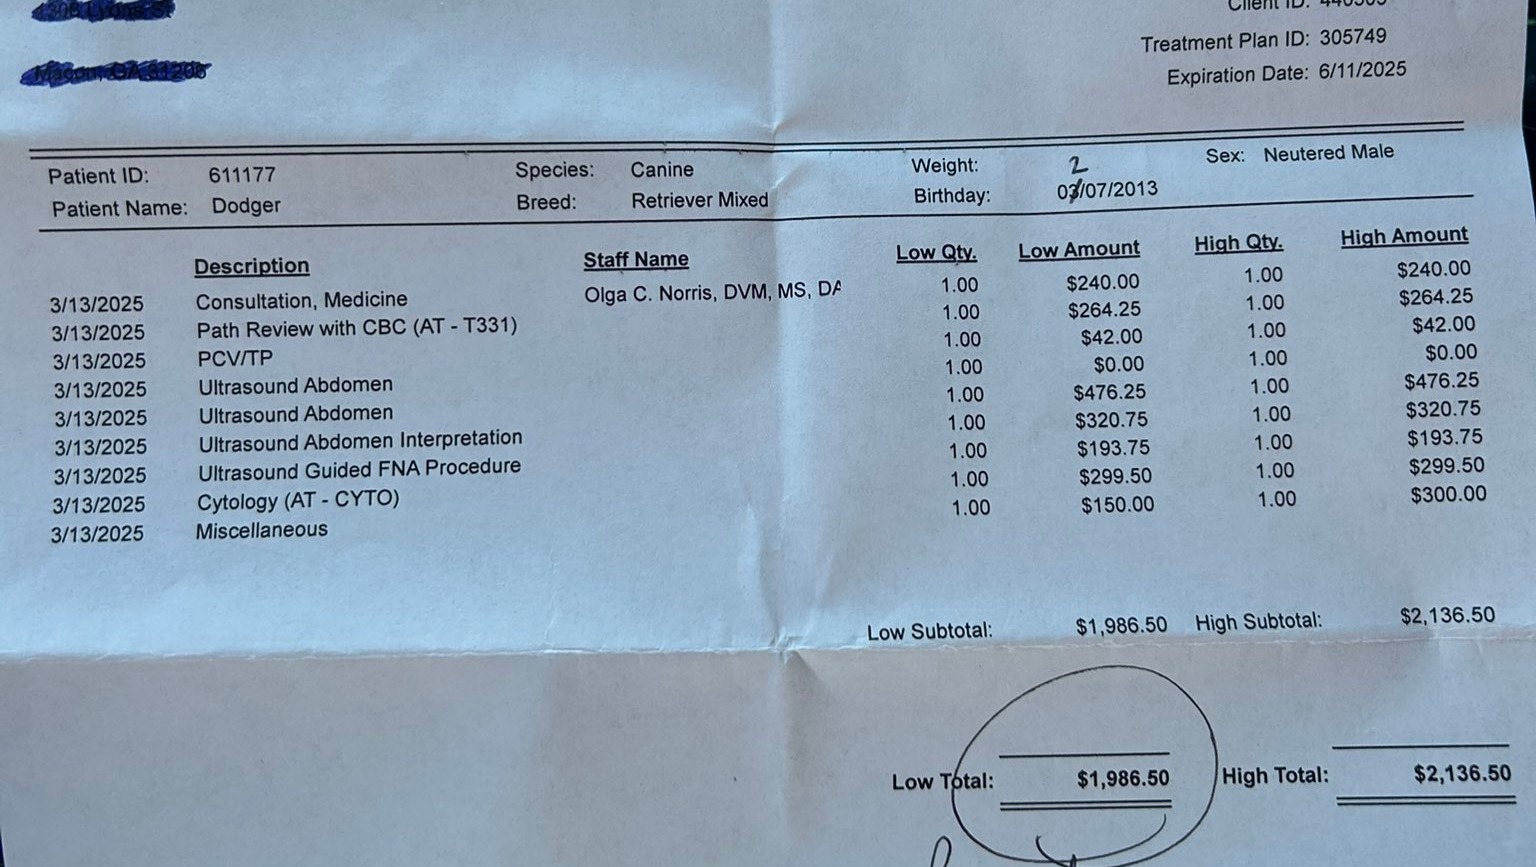 Client ID:
Treatment Plan ID: 305749
Expiration Date: 6/11/2025
Patient ID: 611177 Species: Canine Weight: Sex: Neutered Male
2
Patient Name: Dodger Breed: Retriever Mixed Birthday: 03/07/2013
Description Staff Name Low Qty. Low Amount High Qty. High Amount
3/13/2025 Consultation, Medicine Olga C. Norris, DVM, MS, DA 1.00 $240.00 1.00 $240.00
3/13/2025 Path Review with CBC (AT - T331) 1.00 $264.25 1.00 $264.25
3/13/2025 PCV/TP 1.00 $42.00 1.00 $42.00
3/13/2025 Ultrasound Abdomen 1.00 $0.00 1.00 $0.00
3/13/2025 Ultrasound Abdomen 1.00 $476.25 1.00 $476.25
3/13/2025 Ultrasound Abdomen Interpretation 1.00 $320.75 1.00 $320.75
3/13/2025 Ultrasound Guided FNA Procedure 1.00 $193.75 1.00 $193.75
3/13/2025 Cytology (AT - CYTO) 1.00 $299.50 1.00 $299.50
3/13/2025 Miscellaneous 1.00 $150.00 1.00 $300.00
Low Subtotal: $1,986.50 High Subtotal: $2,136.50
Low Total: $1,986.50 High Total: $2,136.50